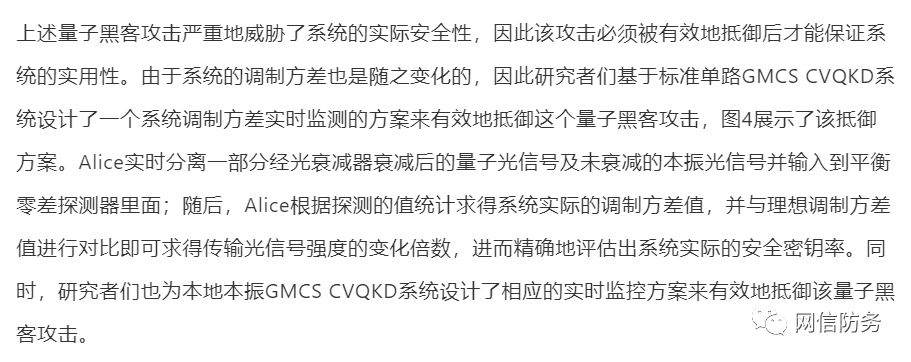 上述量子黑客攻击严重地威胁了系统的实际安全性，因此该攻击必须被有效地抵御后才能保证系
统的实用性。由于系统的调制方差也是随之变化的，因此研究者们基于标准单路GMCS CVQKD系
统设计了一个系统调制方差实时监测的方案来有效地抵御这个量子黑客攻击，图4展示了该抵御
方案。Alice实时分离一部分经光衰减器衰减后的量子光信号及未衰减的本振光信号并输入到平衡
零差探测器里面；随后，Alice根据探测的值统计求得系统实际的调制方差值，并与理想调制方差
值进行对比即可求得传输光信号强度的变化倍数，进而精确地评估出系统实际的安全密钥率。同
时，研究者们也为本地本振GMCS CVQKD系统设计了相应的实时监控方案来有效地抵御该量子黑
客攻击。
网信防务